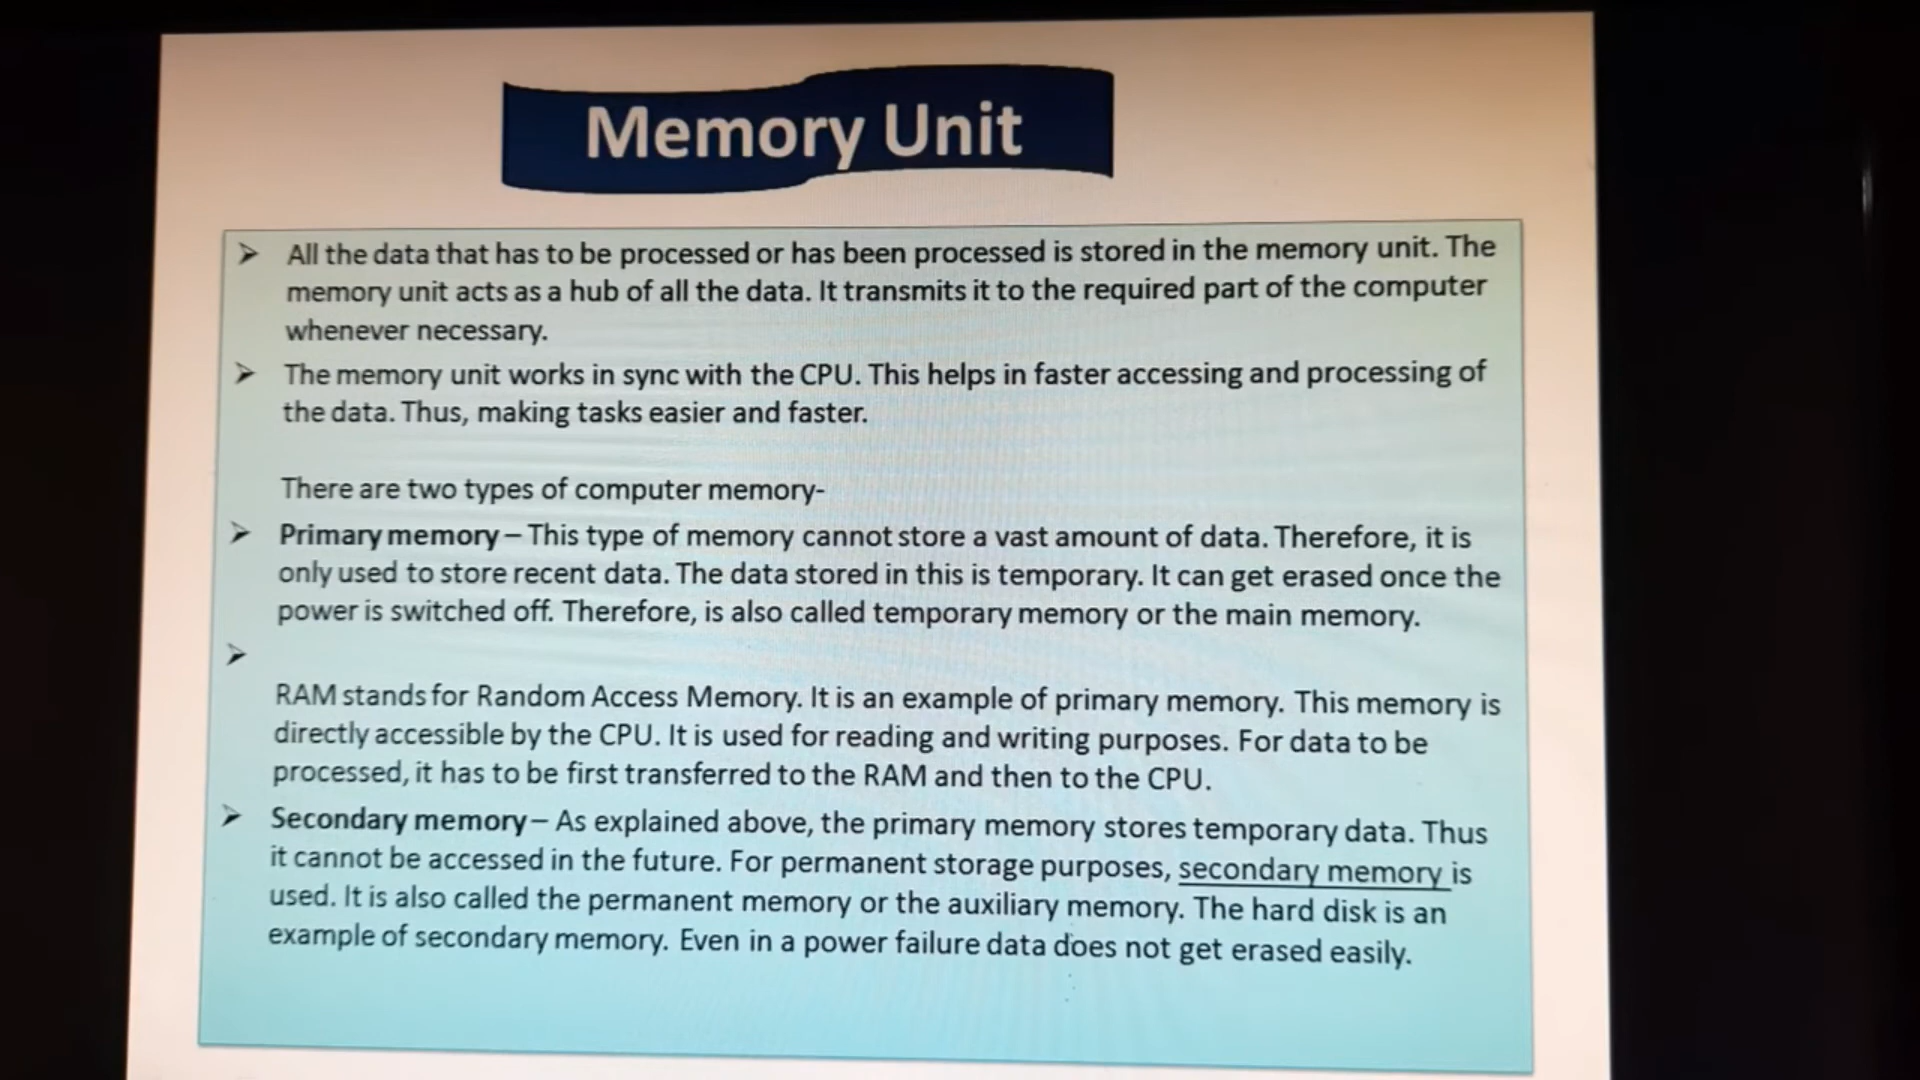 Memory Unit
➤ All the data that has to be processed or has been processed is stored in the memory unit. The
memory unit acts as a hub of all the data. It transmits it to the required part of the computer
whenever necessary.
➤ The memory unit works in sync with the CPU. This helps in faster accessing and processing of
the data. Thus, making tasks easier and faster.
There are two types of computer memory-
➤ Primary memory – This type of memory cannot store a vast amount of data. Therefore, it is
only used to store recent data. The data stored in this is temporary. It can get erased once the
power is switched off. Therefore, is also called temporary memory or the main memory.
➤
RAM stands for Random Access Memory. It is an example of primary memory. This memory is
directly accessible by the CPU. It is used for reading and writing purposes. For data to be
processed, it has to be first transferred to the RAM and then to the CPU.
➤ Secondary memory – As explained above, the primary memory stores temporary data. Thus
it cannot be accessed in the future. For permanent storage purposes, secondary memory is
used. It is also called the permanent memory or the auxiliary memory. The hard disk is an
example of secondary memory. Even in a power failure data does not get erased easily.